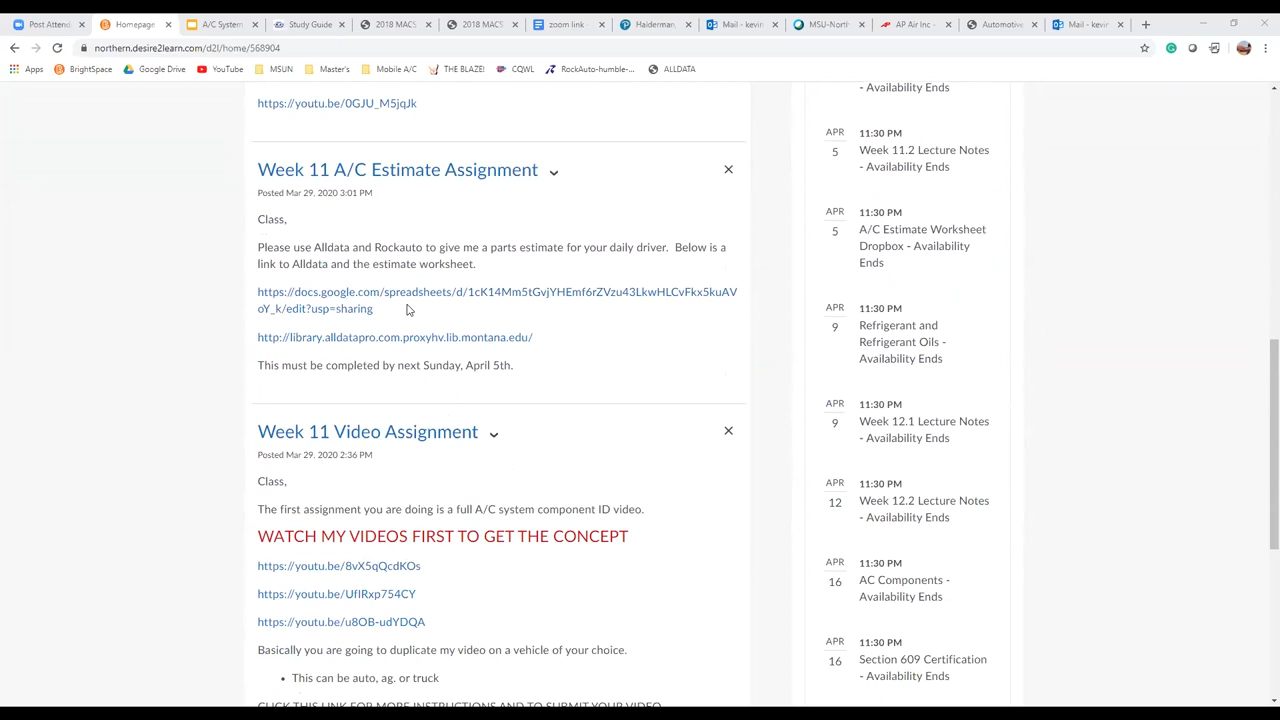 Post Attend
Homepage
A/C System
Study Guide
2018 MACS
2018 MACS
zoom link -
Haiderman,
Mail - kevin
MSU-North
AP Air Inc -
Automotive
Mail - kevin
northern.desire2learn.com/d2l/home/568904
Apps
BrightSpace
Google Drive
YouTube
MSUN
Master's
Mobile A/C
THE BLAZE!
CQWL
RockAuto-humble-...
ALLDATA
https://youtu.be/0GJU_M5jqJk
Week 11 A/C Estimate Assignment
Posted Mar 29, 2020 3:01 PM
Class,
Please use Alldata and Rockauto to give me a parts estimate for your daily driver. Below is a
link to Alldata and the estimate worksheet.
https://docs.google.com/spreadsheets/d/1cK14Mm5tGvjYHEmf6rZVzu43LkwHLCvFkx5kuAV
oY_k/edit?usp=sharing
http://library.alldatapro.com.proxyhv.lib.montana.edu/
This must be completed by next Sunday, April 5th.
Week 11 Video Assignment
Posted Mar 29, 2020 2:36 PM
Class,
The first assignment you are doing is a full A/C system component ID video.
WATCH MY VIDEOS FIRST TO GET THE CONCEPT
https://youtu.be/8vX5qQcdKOs
https://youtu.be/UfIRxp754CY
https://youtu.be/u8OB-udYDQA
Basically you are going to duplicate my video on a vehicle of your choice.
• This can be auto, ag. or truck
CLICK THIS LINK FOR MORE INSTRUCTIONS AND TO SUBMIT YOUR VIDEO
- Availability Ends
APR
5
11:30 PM
Week 11.2 Lecture Notes
- Availability Ends
APR
5
11:30 PM
A/C Estimate Worksheet
Dropbox - Availability
Ends
APR
9
11:30 PM
Refrigerant and
Refrigerant Oils -
Availability Ends
APR
9
11:30 PM
Week 12.1 Lecture Notes
- Availability Ends
APR
12
11:30 PM
Week 12.2 Lecture Notes
- Availability Ends
APR
16
11:30 PM
AC Components -
Availability Ends
APR
16
11:30 PM
Section 609 Certification
- Availability Ends